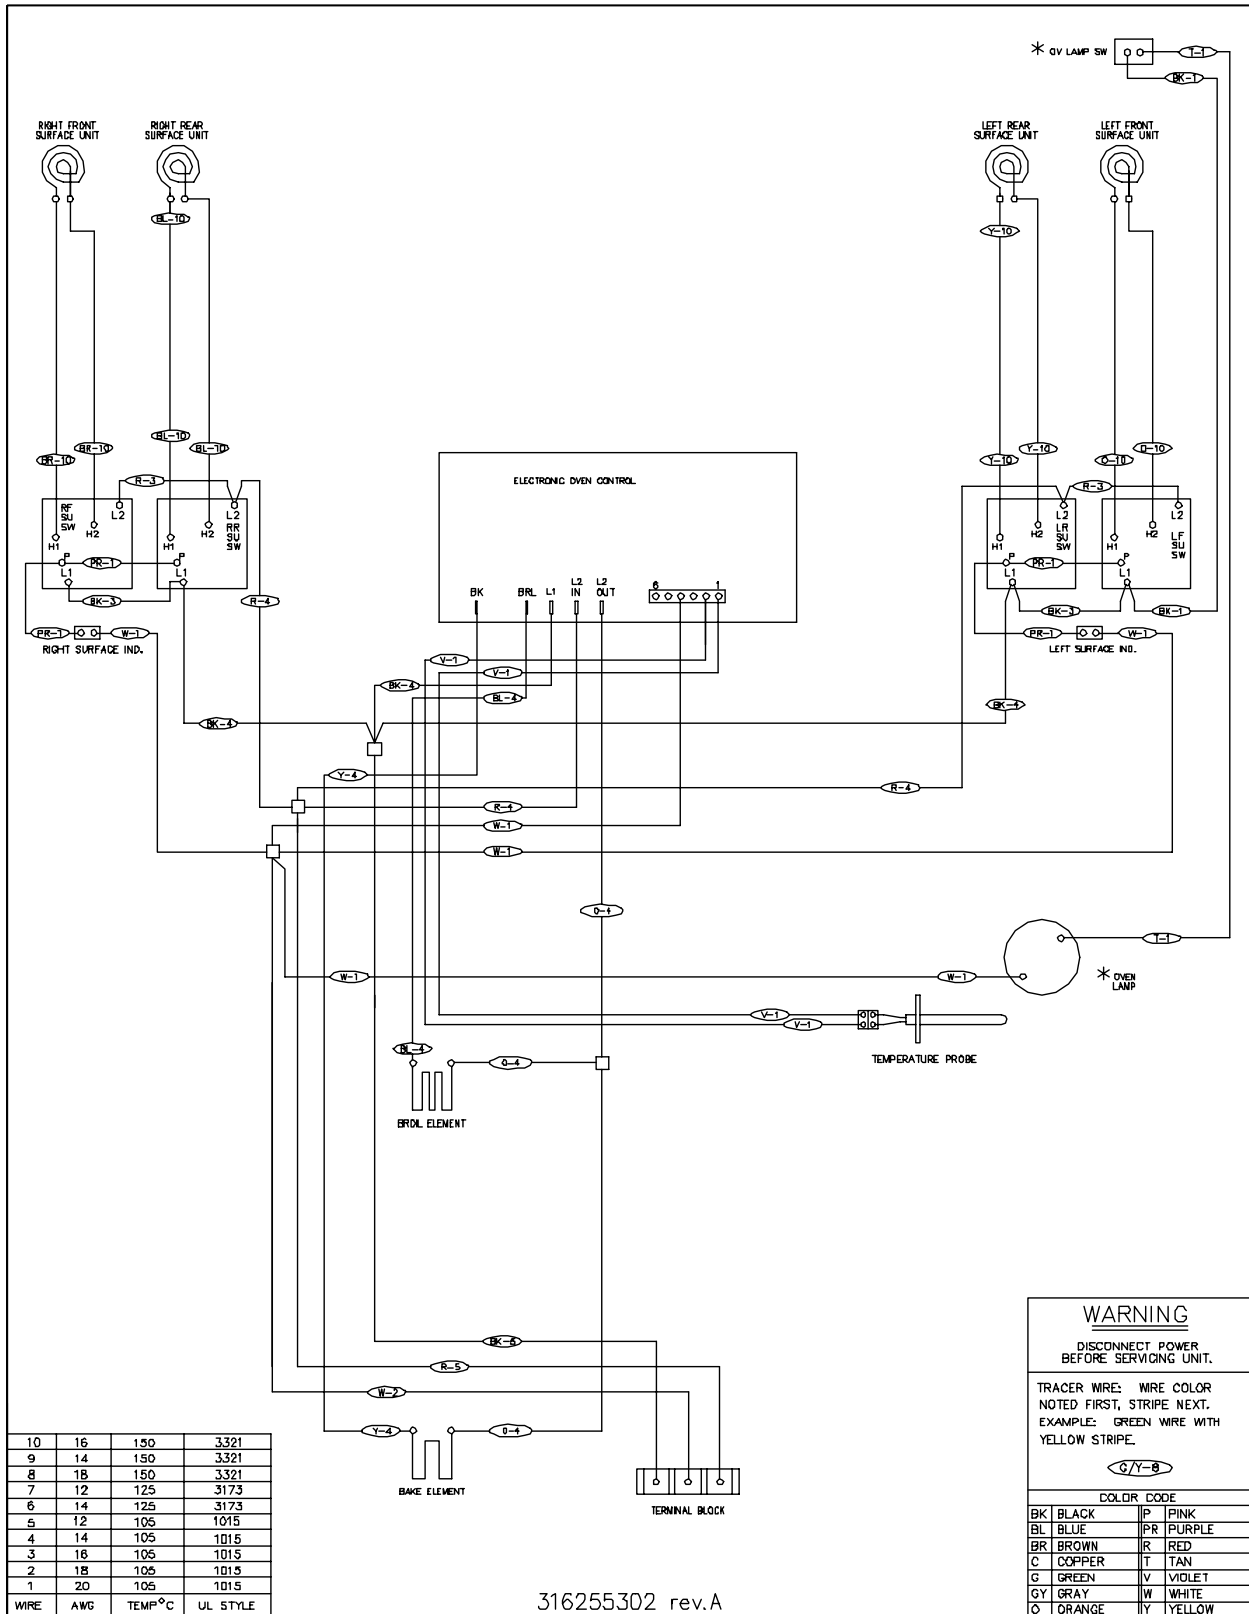 * OV LAMP SW
T-1
BK-1
RIGHT FRONT
SURFACE UNIT
RIGHT REAR
SURFACE UNIT
LEFT REAR
SURFACE UNIT
LEFT FRONT
SURFACE UNIT
BL-10
Y-10
BR-10
BR-10
BL-10
BL-10
Y-10
Y-10
O-10
O-10
R-3
R-3
ELECTRONIC OVEN CONTROL
RF
SU
SW
H1
H2
L2
P
L1
H1
H2
L2
RR
SU
SW
P
L1
PR-1
BK-3
R-4
PR-1
W-1
RIGHT SURFACE IND.
BK
BRL
L1
L2
IN
L2
OUT
6
1
H1
H2
L2
LR
SU
SW
P
L1
H2
L2
LF
SU
SW
P
L1
H1
PR-1
BK-3
BK-1
PR-1
W-1
LEFT SURFACE IND.
V-1
V-1
BK-4
BL-4
BK-4
BK-4
Y-4
R-4
R-4
W-1
W-1
O-4
T-1
W-1
W-1
* OVEN
LAMP
V-1
V-1
TEMPERATURE PROBE
BL-4
O-4
BROIL ELEMENT
BK-5
R-5
W-2
Y-4
O-4
BAKE ELEMENT
TERMINAL BLOCK
10 16 150 3321
9 14 150 3321
8 18 150 3321
7 12 125 3173
6 14 125 3173
5 12 105 1015
4 14 105 1015
3 16 105 1015
2 18 105 1015
1 20 105 1015
WIRE AWG TEMP°C UL STYLE
316255302 rev.A
WARNING
DISCONNECT POWER
BEFORE SERVICING UNIT.
TRACER WIRE: WIRE COLOR
NOTED FIRST, STRIPE NEXT.
EXAMPLE: GREEN WIRE WITH
YELLOW STRIPE.
G/Y-8
COLOR CODE
BK BLACK P PINK
BL BLUE PR PURPLE
BR BROWN R RED
C COPPER T TAN
G GREEN V VIOLET
GY GRAY W WHITE
O ORANGE Y YELLOW